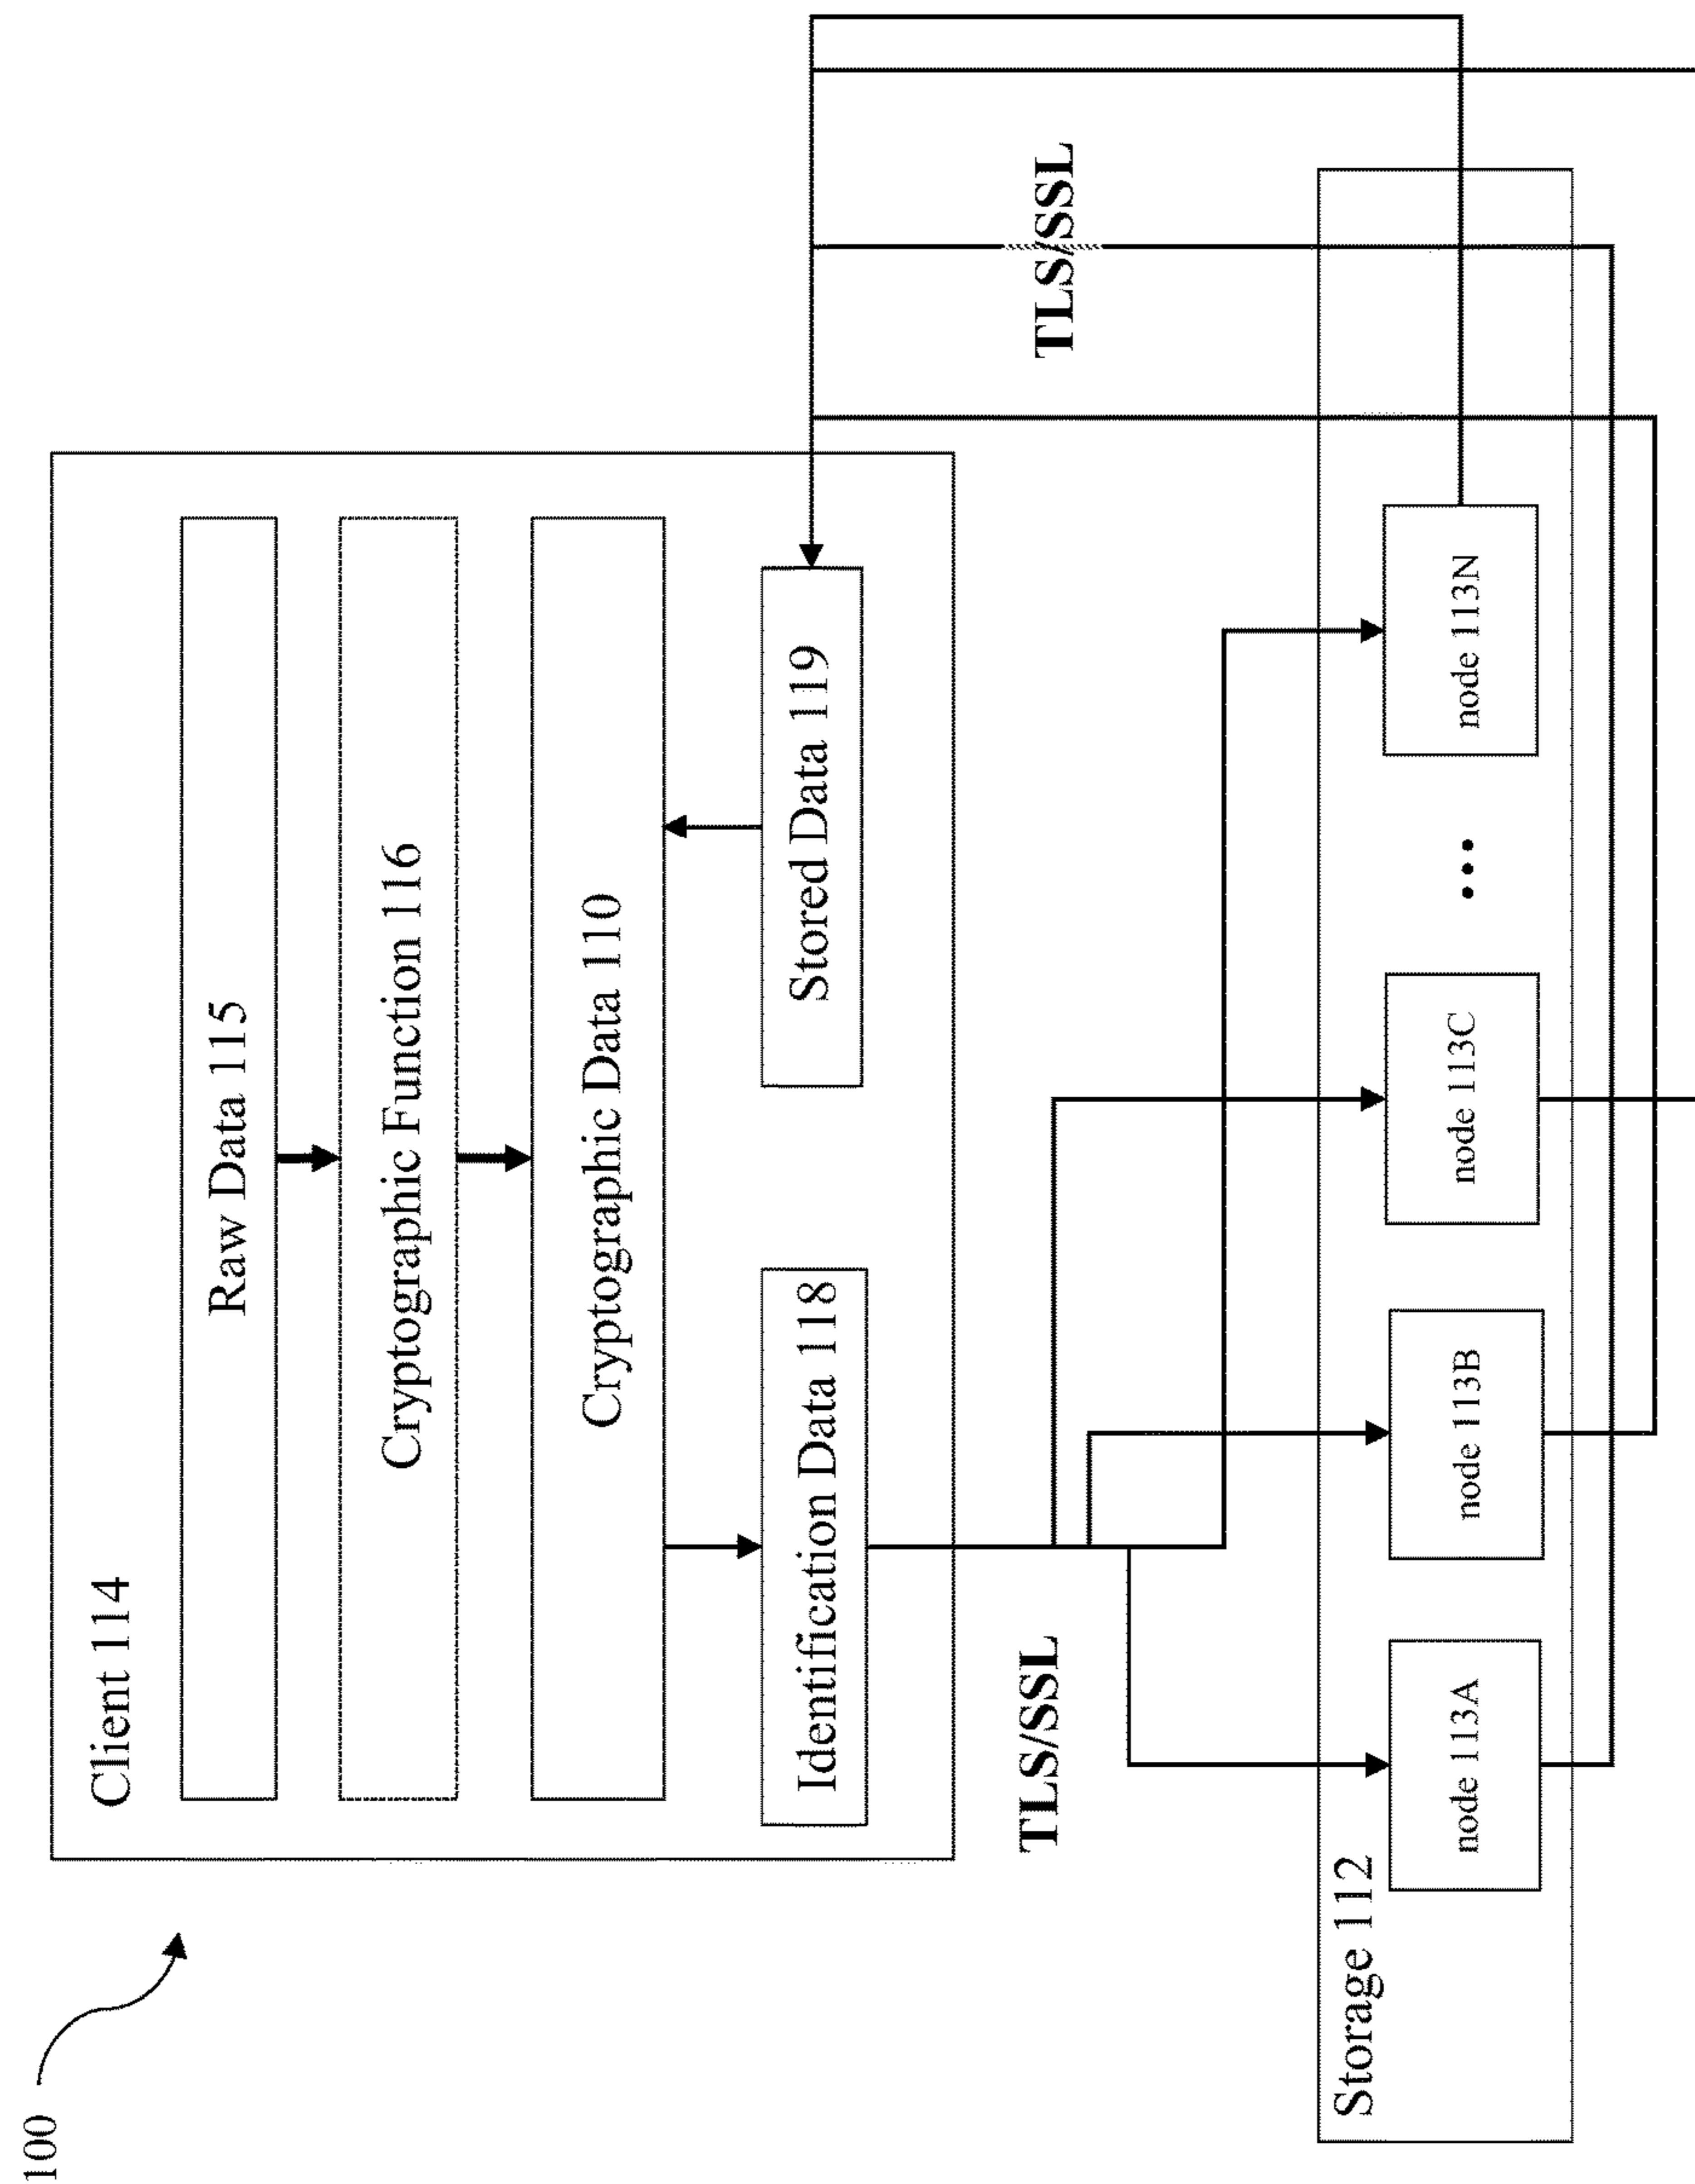 100
Client 114
Raw Data 115
Cryptographic Function 116
Cryptographic Data 110
Identification Data 118
Stored Data 119
TLS/SSL
TLS/SSL
Storage 112
node 113A
node 113B
node 113C
...
node 113N